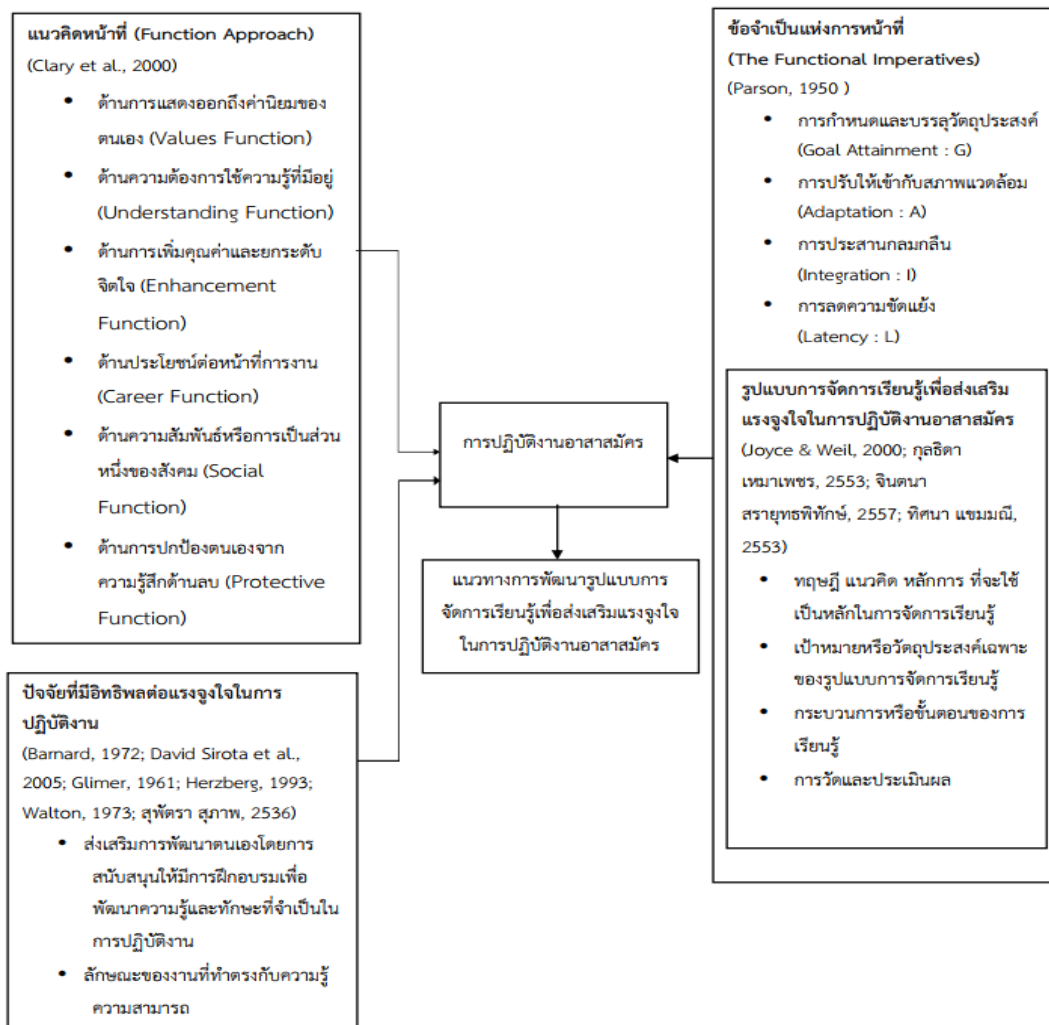 แนวคิดหน้าที่ (Function Approach)
(Clary et al., 2000)
• ด้านการแสดงออกถึงค่านิยมของ
ตนเอง (Values Function)
• ด้านความต้องการใช้ความรู้ที่มีอยู่
(Understanding Function)
• ด้านการเพิ่มคุณค่าและยกระดับ
จิตใจ (Enhancement
Function)
• ด้านประโยชน์ต่อหน้าที่การงาน
(Career Function)
• ด้านความสัมพันธ์หรือการเป็นส่วน
หนึ่งของสังคม (Social
Function)
• ด้านการปกป้องตนเองจาก
ความรู้สึกด้านลบ (Protective
Function)
ปัจจัยที่มีอิทธิพลต่อแรงจูงใจในการ
ปฏิบัติงาน
(Barnard, 1972; David Sirota et al.,
2005; Glimer, 1961; Herzberg, 1993;
Walton, 1973; สุพัตรา สุภาพ, 2536)
• ส่งเสริมการพัฒนาตนเองโดยการ
สนับสนุนให้มีการฝึกอบรมเพื่อ
พัฒนาความรู้และทักษะที่จำเป็นใน
การปฏิบัติงาน
• ลักษณะของงานที่ทำตรงกับความรู้
ความสามารถ
การปฏิบัติงานอาสาสมัคร
แนวทางการพัฒนารูปแบบการ
จัดการเรียนรู้เพื่อส่งเสริมแรงจูงใจ
ในการปฏิบัติงานอาสาสมัคร
ข้อจำเป็นแห่งการหน้าที่
(The Functional Imperatives)
(Parson, 1950 )
• การกำหนดและบรรลุวัตถุประสงค์
(Goal Attainment : G)
• การปรับให้เข้ากับสภาพแวดล้อม
(Adaptation : A)
• การประสานกลมกลืน
(Integration : I)
• การลดความขัดแย้ง
(Latency : L)
รูปแบบการจัดการเรียนรู้เพื่อส่งเสริม
แรงจูงใจในการปฏิบัติงานอาสาสมัคร
(Joyce & Weil, 2000; กุลธิดา
เหมาเพชร, 2553; จินตนา
สรายุทธพิทักษ์, 2557; ทิศนา แขมมณี,
2553)
• ทฤษฎี แนวคิด หลักการ ที่จะใช้
เป็นหลักในการจัดการเรียนรู้
• เป้าหมายหรือวัตถุประสงค์เฉพาะ
ของรูปแบบการจัดการเรียนรู้
• กระบวนการหรือขั้นตอนของการ
เรียนรู้
• การวัดและประเมินผล